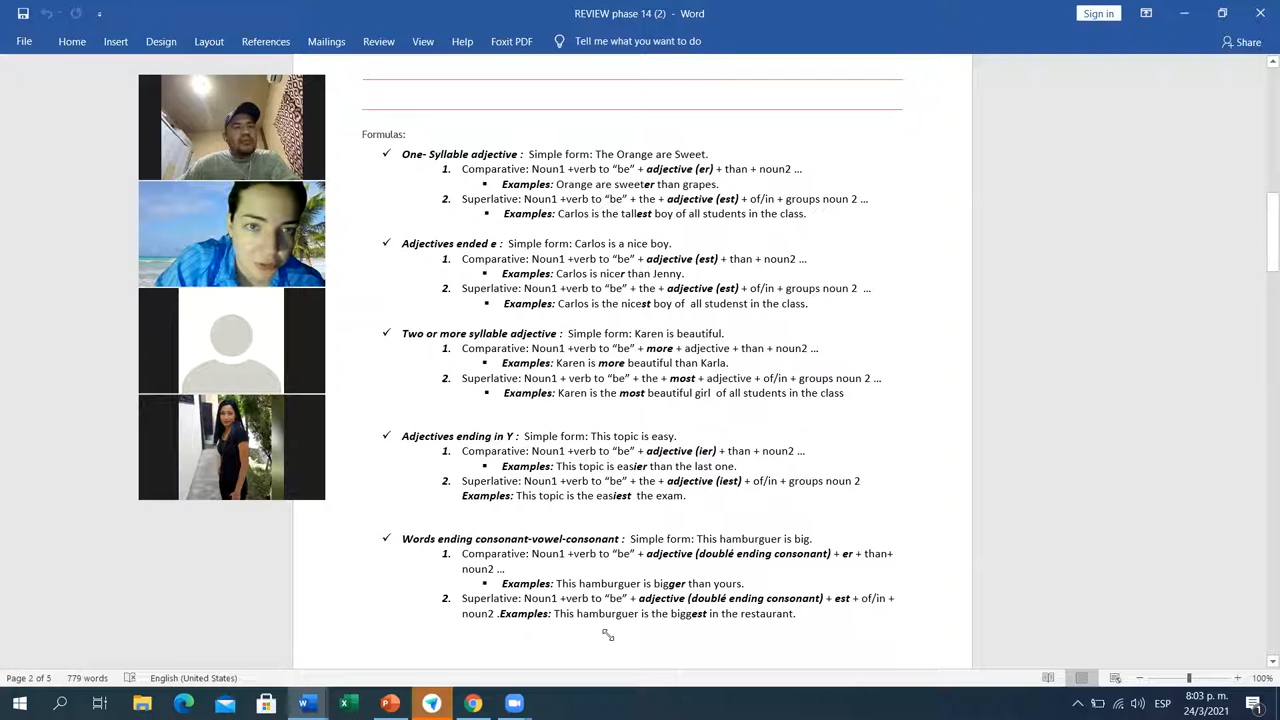 REVIEW phase 14 (2) - Word
Sign in
File Home Insert Design Layout References Mailings Review View Help Foxit PDF Tell me what you want to do Share
Formulas:
✓ One- Syllable adjective : Simple form: The Orange are Sweet.
1. Comparative: Noun1 +verb to “be” + adjective (er) + than + noun2 …
▪ Examples: Orange are sweeter than grapes.
2. Superlative: Noun1 +verb to “be” + the + adjective (est) + of/in + groups noun 2 …
▪ Examples: Carlos is the tallest boy of all students in the class.
✓ Adjectives ended e : Simple form: Carlos is a nice boy.
1. Comparative: Noun1 +verb to “be” + adjective (est) + than + noun2 …
▪ Examples: Carlos is nicer than Jenny.
2. Superlative: Noun1 +verb to “be” + the + adjective (est) + of/in + groups noun 2 …
▪ Examples: Carlos is the nicest boy of all studenst in the class.
✓ Two or more syllable adjective : Simple form: Karen is beautiful.
1. Comparative: Noun1 +verb to “be” + more + adjective + than + noun2 …
▪ Examples: Karen is more beautiful than Karla.
2. Superlative: Noun1 + verb to “be” + the + most + adjective + of/in + groups noun 2 …
▪ Examples: Karen is the most beautiful girl of all students in the class
✓ Adjectives ending in Y : Simple form: This topic is easy.
1. Comparative: Noun1 +verb to “be” + adjective (ier) + than + noun2 …
▪ Examples: This topic is easier than the last one.
2. Superlative: Noun1 +verb to “be” + the + adjective (iest) + of/in + groups noun 2
Examples: This topic is the easiest the exam.
✓ Words ending consonant-vowel-consonant : Simple form: This hamburguer is big.
1. Comparative: Noun1 +verb to “be” + adjective (doublé ending consonant) + er + than+
noun2 …
▪ Examples: This hamburguer is bigger than yours.
2. Superlative: Noun1 +verb to “be” + adjective (doublé ending consonant) + est + of/in +
noun2 .Examples: This hamburguer is the biggest in the restaurant.
Page 2 of 5 779 words English (United States) 100%
ESP 8:03 p. m.
24/3/2021